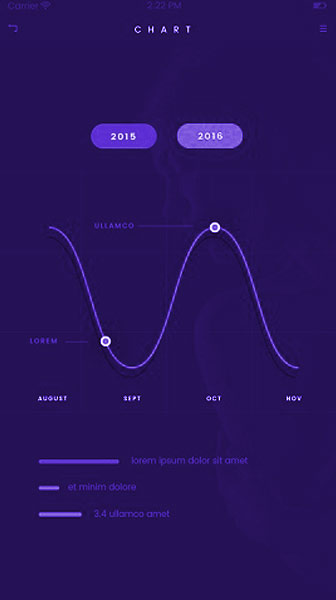 Carrier 2:22 PM
CHART
2015 2016
ULLAMCO
LOREM
AUGUST SEPT OCT NOV
lorem ipsum dolor sit amet
et minim dolore
3.4 ullamco amet